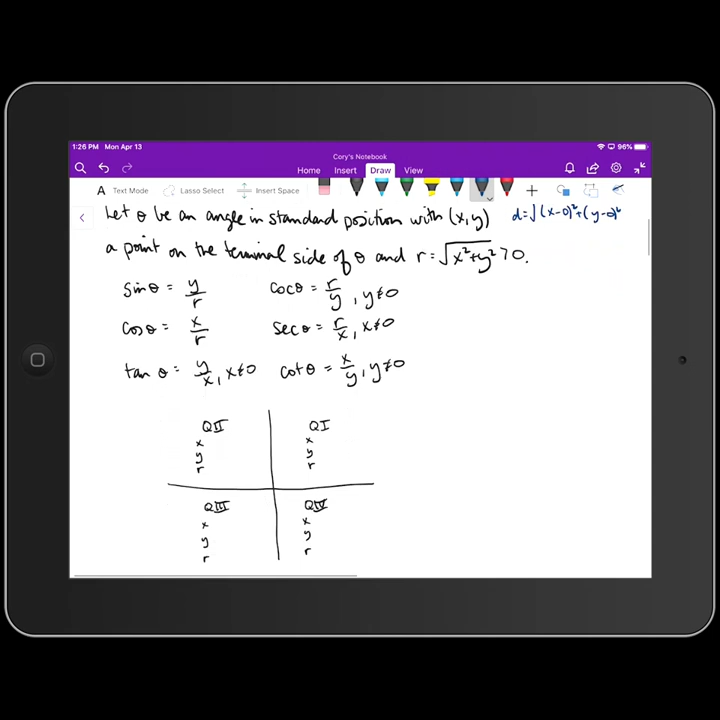 1:26 PM Mon Apr 13
96%
Cory's Notebook
Home Insert Draw View
A Text Mode Lasso Select Insert Space
Let θ be an angle in standard position with (x, y) d = √(x-0)²+(y-0)²
a point on the terminal side of θ and r = √x²+y² > 0.
sin θ = y/r cscθ = r/y , y≠0
cos θ = x/r sec θ = r/x , x≠0
tan θ = y/x , x≠0 cot θ = x/y , y≠0
QII QI
x x
y y
r r
QIII QIV
x x
y y
r r